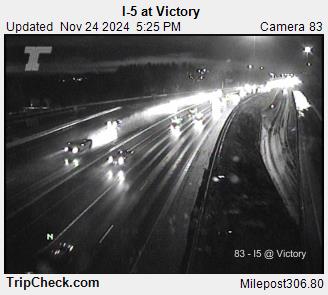 I-5 at Victory
Updated  Nov 24 2024  5:25 PM
Camera 83
T
N
83 - I5 @ Victory
TripCheck.com
Milepost306.80